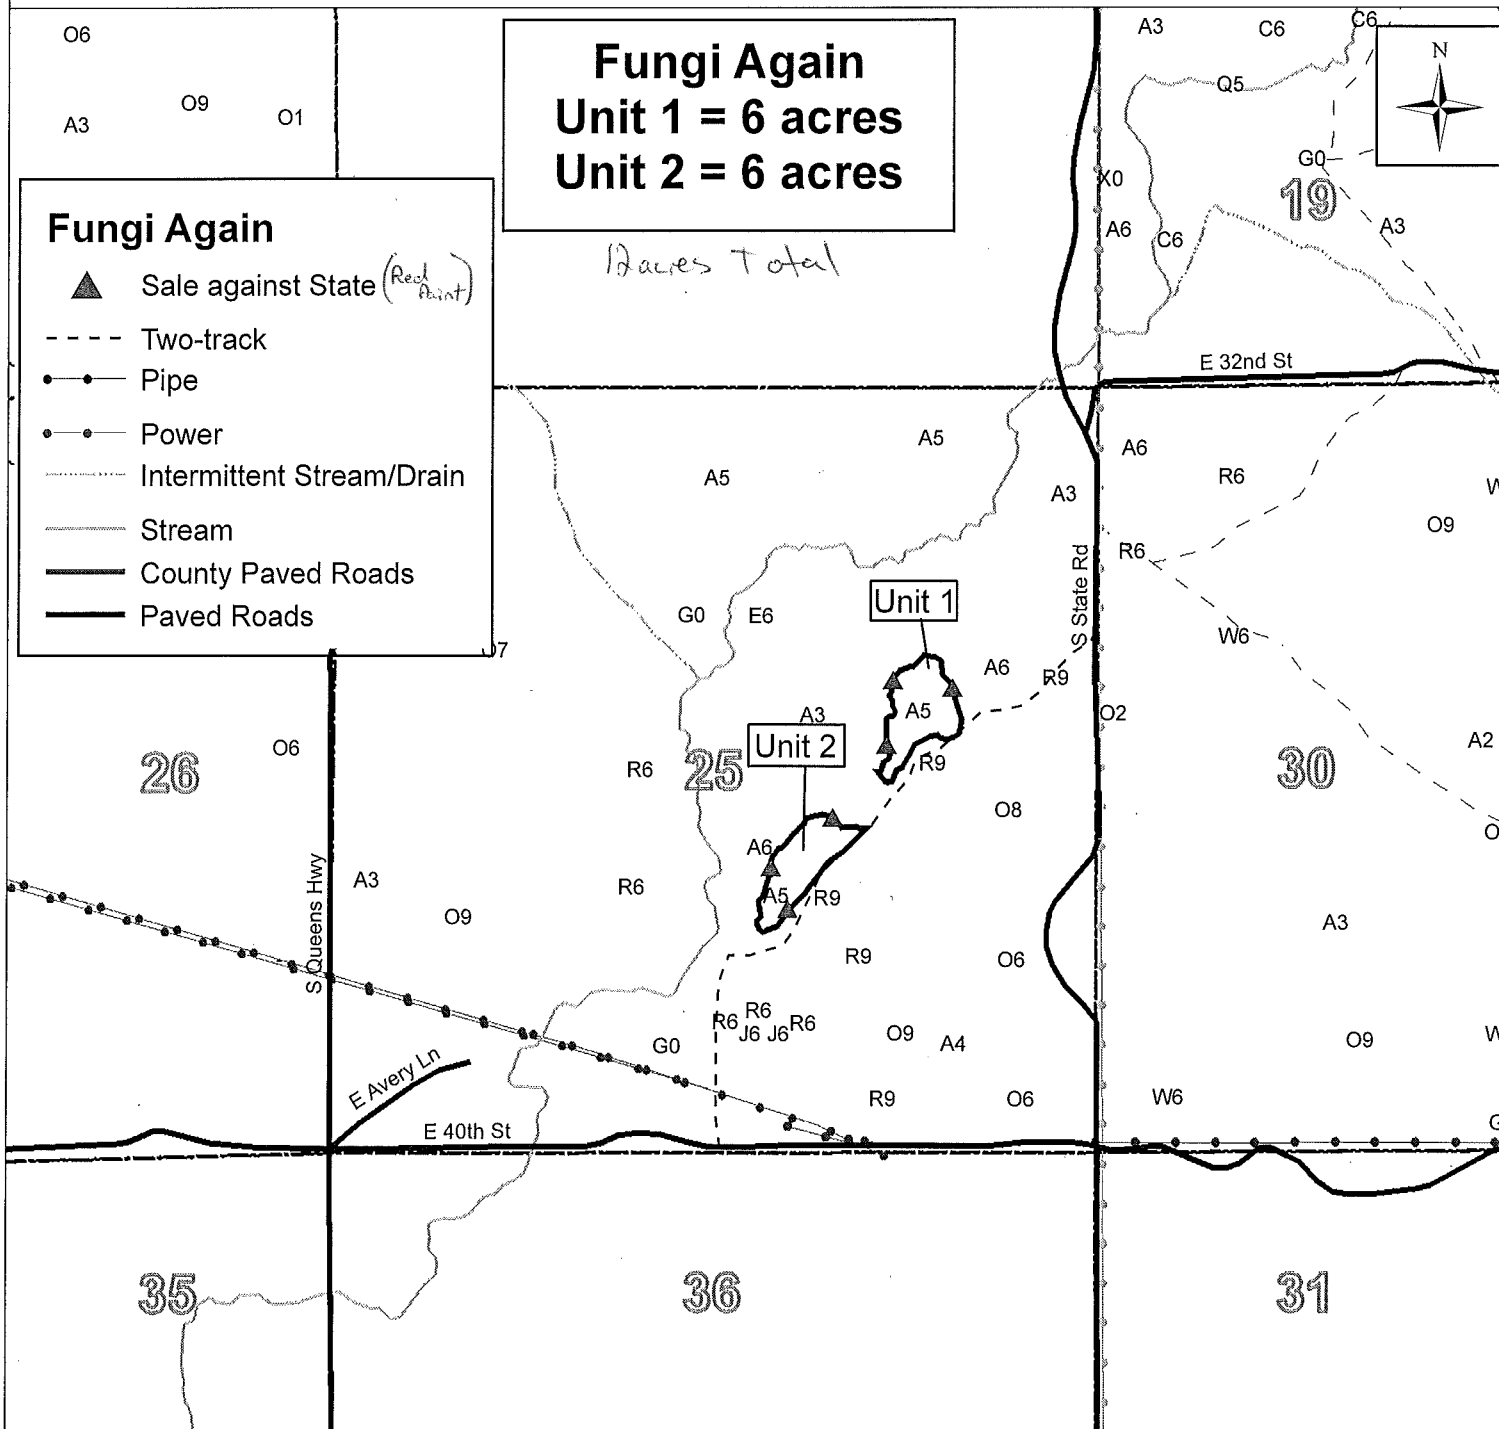 Fungi Again
Unit 1 = 6 acres
Unit 2 = 6 acres
12 acres Total
N
Fungi Again
Sale against State (Red Paint)
Two-track
Pipe
Power
Intermittent Stream/Drain
Stream
County Paved Roads
Paved Roads
O6
O9
O1
A3
A3
C6
C6
Q5
G0
X0
19
A6
C6
A3
E 32nd St
A5
A5
A6
A3
R6
W
O9
R6
S State Rd
Unit 1
G0
E6
W6
7
A6
R9
A3
A5
O2
Unit 2
O6
A2
26
R6
25
R9
30
O8
O
A6
S Queens Hwy
A3
R6
A5
R9
O9
A3
R9
O6
R6
R6
J6
J6
R6
O9
A4
O9
W
G0
E Avery Ln
R9
O6
W6
E 40th St
G
35
36
31